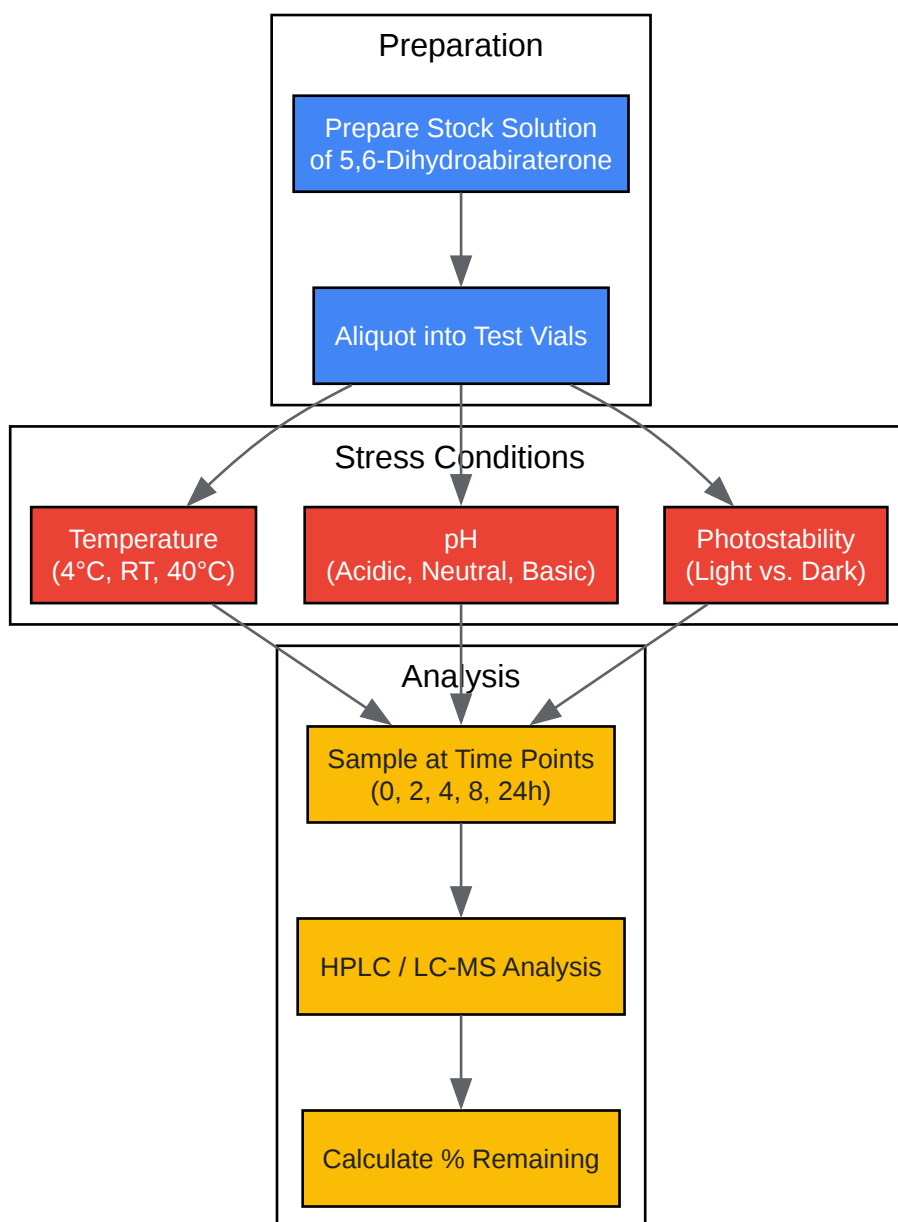 Preparation
Prepare Stock Solution
of 5,6-Dihydroabiraterone
Aliquot into Test Vials
Stress Conditions
Temperature
(4°C, RT, 40°C)
pH
(Acidic, Neutral, Basic)
Photostability
(Light vs. Dark)
Analysis
Sample at Time Points
(0, 2, 4, 8, 24h)
HPLC / LC-MS Analysis
Calculate % Remaining